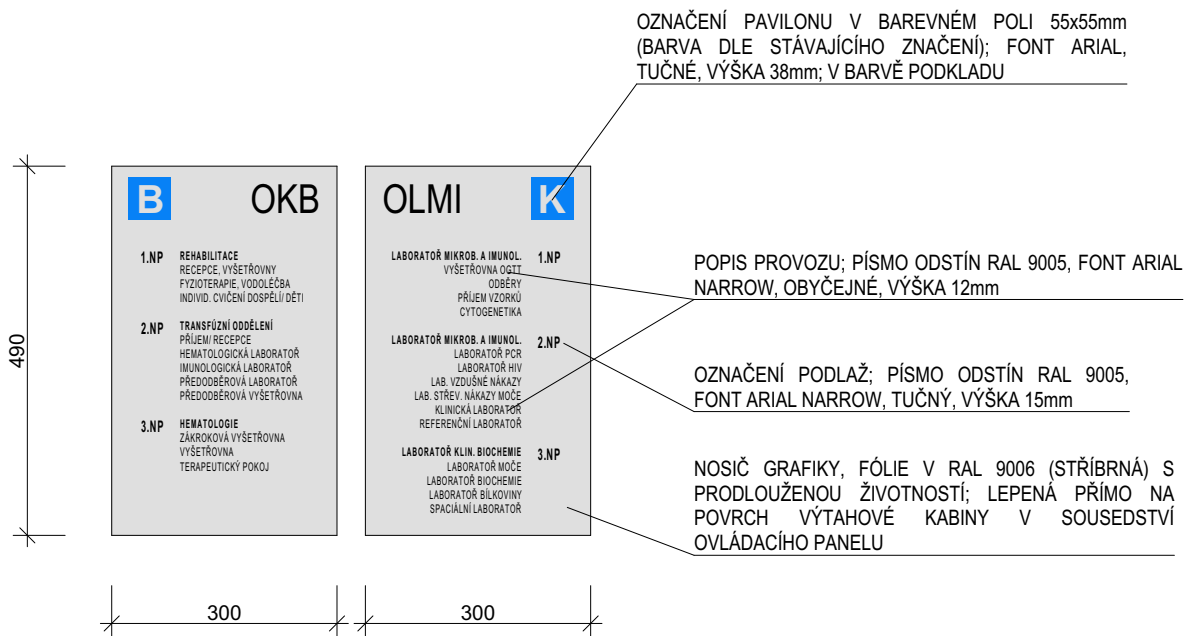 OZNAČENÍ PAVILONU V BAREVNÉM POLI 55x55mm
(BARVA DLE STÁVAJÍCÍHO ZNAČENÍ); FONT ARIAL,
TUČNÉ, VÝŠKA 38mm; V BARVĚ PODKLADU
490
B OKB
1.NP REHABILITACE
RECEPCE, VYŠETŘOVNY
FYZIOTERAPIE, VODOLÉČBA
INDIVID. CVIČENÍ DOSPĚLÍ/ DĚTI
2.NP TRANSFÚZNÍ ODDĚLENÍ
PŘÍJEM/ RECEPCE
HEMATOLOGICKÁ LABORATOŘ
IMUNOLOGICKÁ LABORATOŘ
PŘEDODBĚROVÁ LABORATOŘ
PŘEDODBĚROVÁ VYŠETŘOVNA
3.NP HEMATOLOGIE
ZÁKROKOVÁ VYŠETŘOVNA
VYŠETŘOVNA
TERAPEUTICKÝ POKOJ
OLMI K
LABORATOŘ MIKROB. A IMUNOL. 1.NP
VYŠETŘOVNA OGTT
ODBĚRY
PŘÍJEM VZORKŮ
CYTOGENETIKA
LABORATOŘ MIKROB. A IMUNOL. 2.NP
LABORATOŘ PCR
LABORATOŘ HIV
LAB. VZDUŠNÉ NÁKAZY
LAB. STŘEV. NÁKAZY MOČE
KLINICKÁ LABORATOŘ
REFERENČNÍ LABORATOŘ
LABORATOŘ KLIN. BIOCHEMIE 3.NP
LABORATOŘ MOČE
LABORATOŘ BIOCHEMIE
LABORATOŘ BÍLKOVINY
SPACIÁLNÍ LABORATOŘ
POPIS PROVOZU; PÍSMO ODSTÍN RAL 9005, FONT ARIAL
NARROW, OBYČEJNÉ, VÝŠKA 12mm
OZNAČENÍ PODLAŽ; PÍSMO ODSTÍN RAL 9005,
FONT ARIAL NARROW, TUČNÝ, VÝŠKA 15mm
NOSIČ GRAFIKY, FÓLIE V RAL 9006 (STŘÍBRNÁ) S
PRODLOUŽENOU ŽIVOTNOSTÍ; LEPENÁ PŘÍMO NA
POVRCH VÝTAHOVÉ KABINY V SOUSEDSTVÍ
OVLÁDACÍHO PANELU
300 300